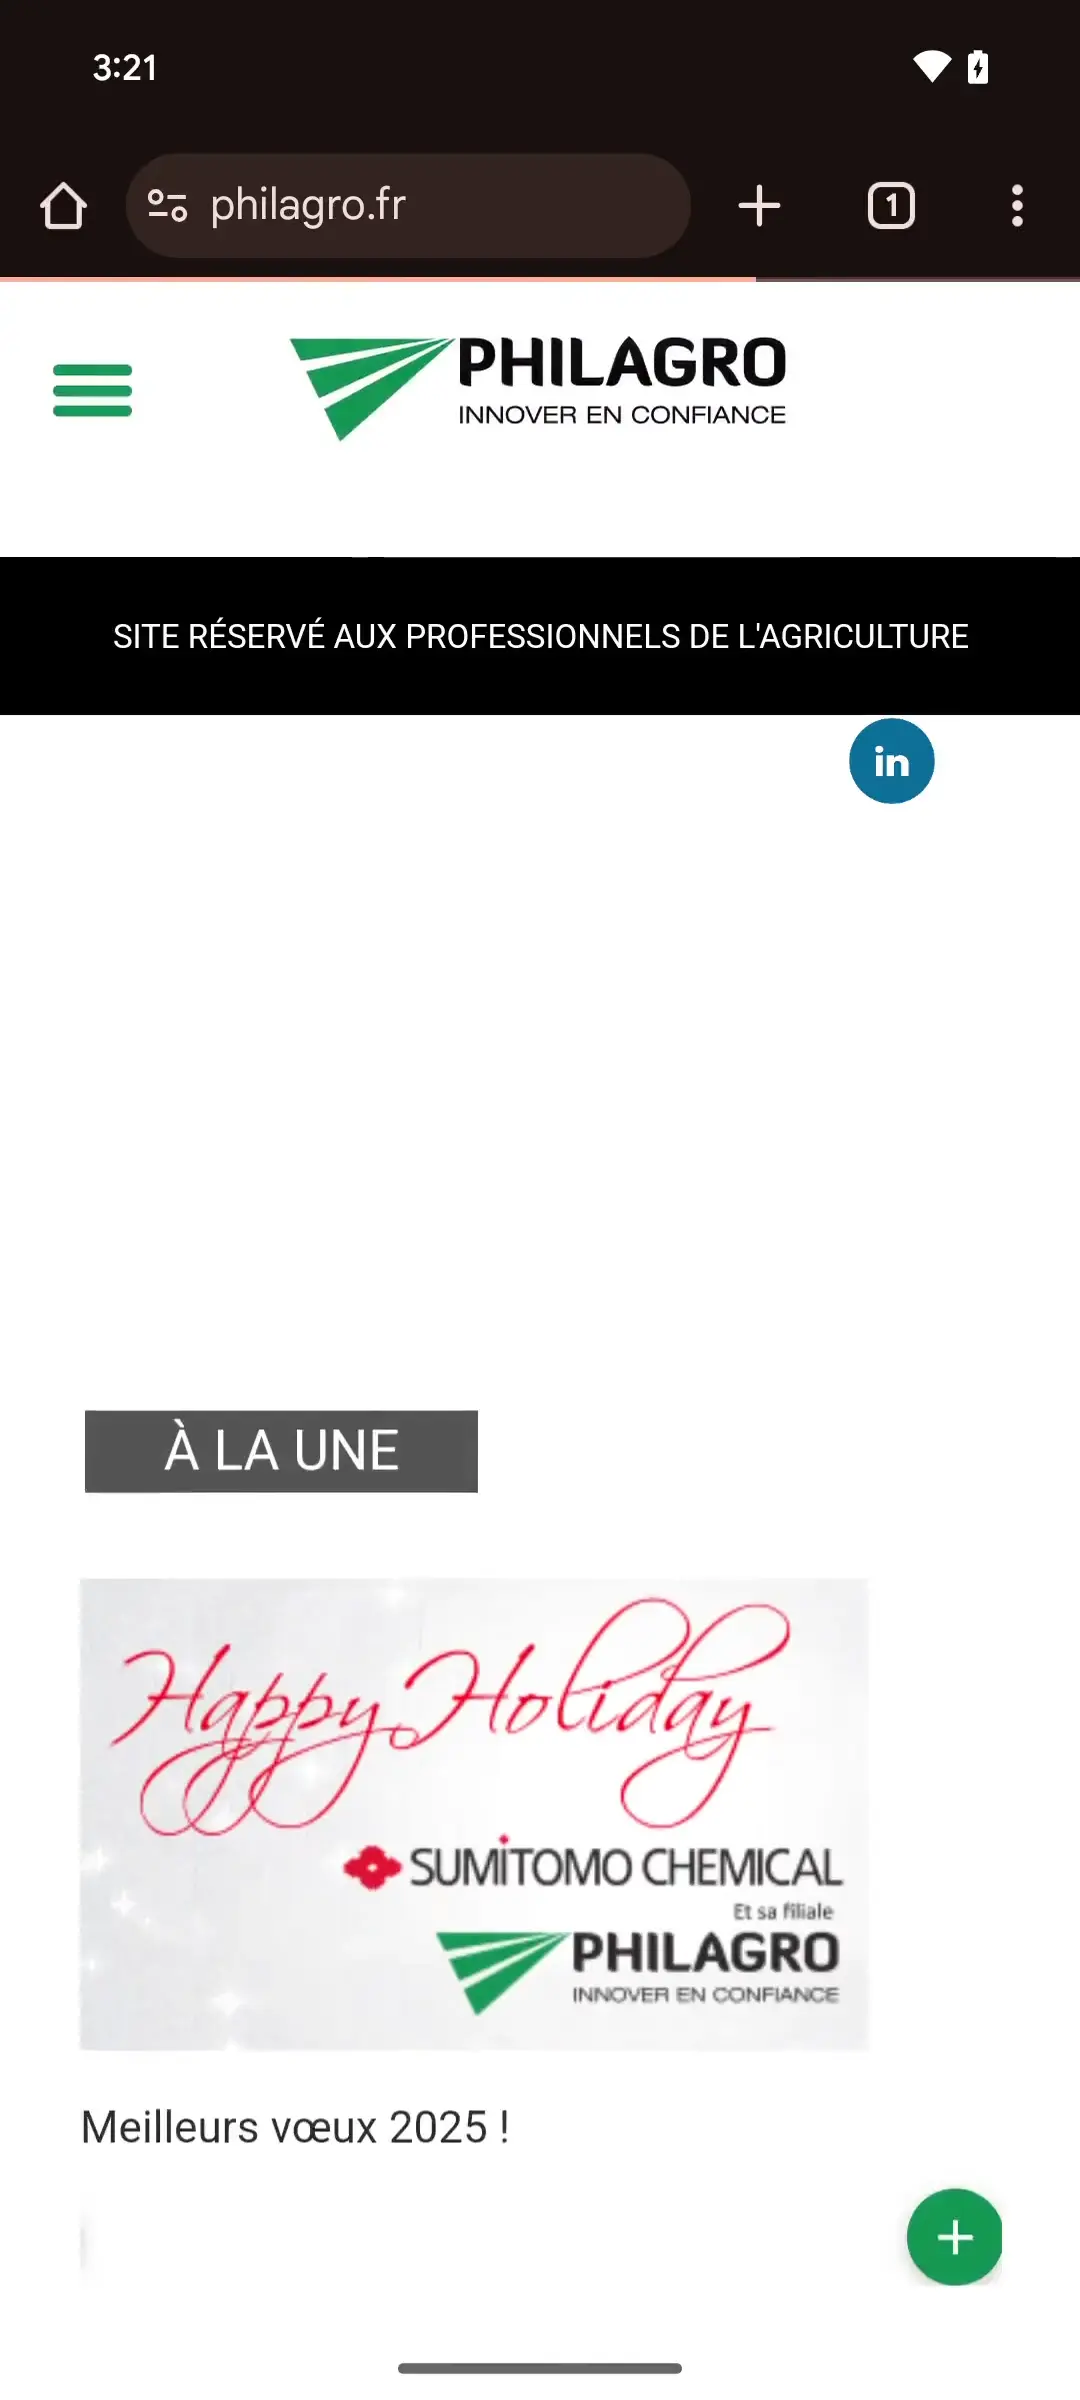 3:21
philagro.fr
1
PHILAGRO
INNOVER EN CONFIANCE
SITE RÉSERVÉ AUX PROFESSIONNELS DE L'AGRICULTURE
in
À LA UNE
Happy Holiday
SUMITOMO CHEMICAL
Et sa filiale
PHILAGRO
INNOVER EN CONFIANCE
Meilleurs vœux 2025 !